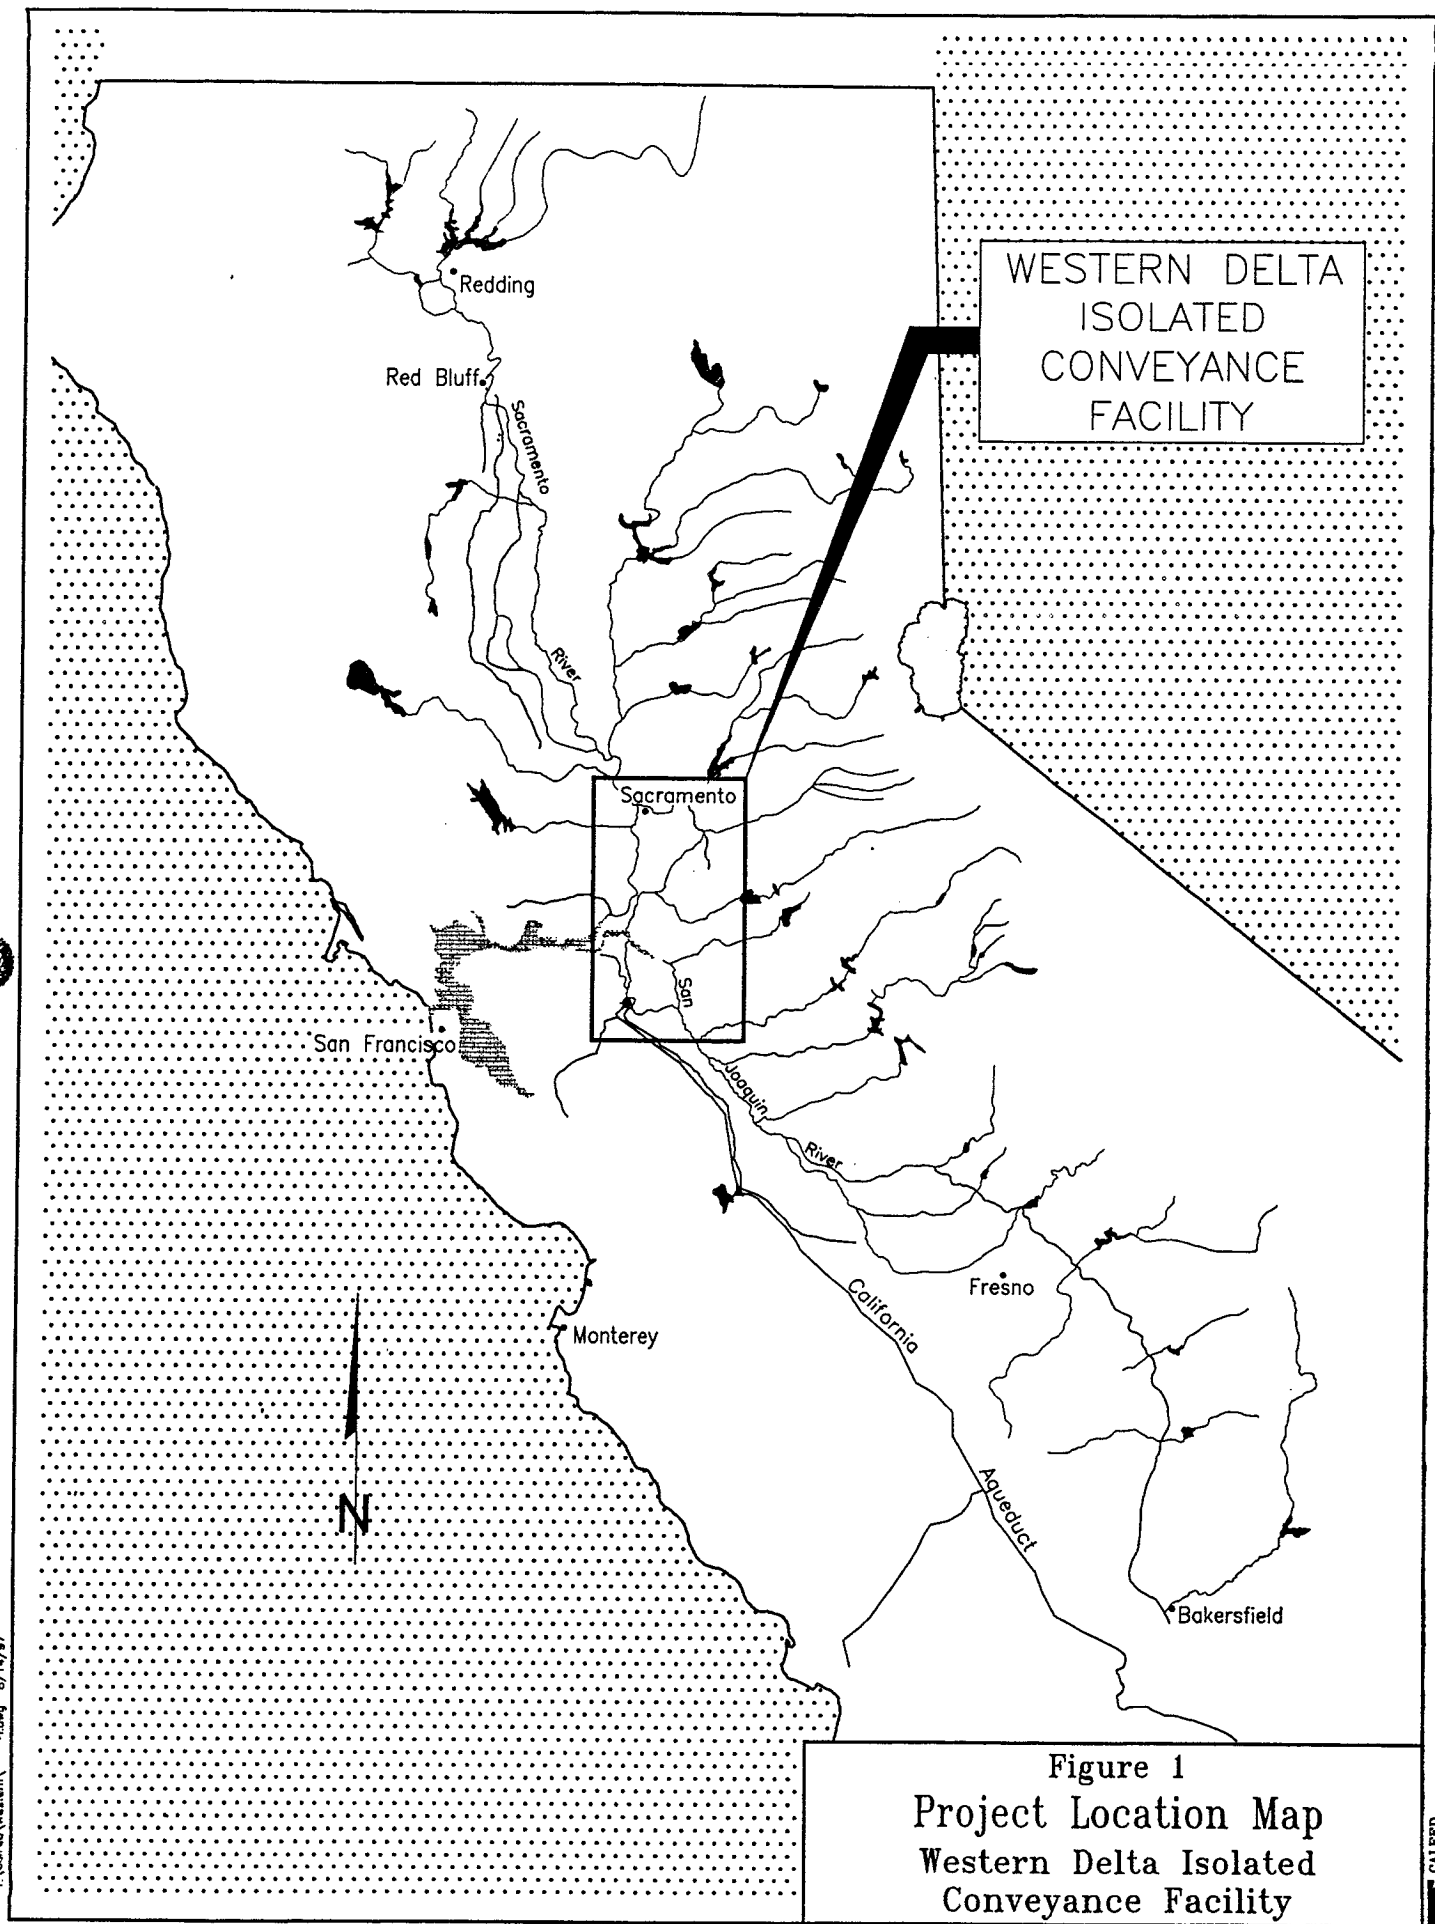 WESTERN DELTA
ISOLATED
CONVEYANCE
FACILITY
Redding
Red Bluff
Sacramento
River
Sacramento
San
San Francisco
Joaquin
River
Fresno
California
Monterey
Aqueduct
N
Bakersfield
Figure 1
Project Location Map
Western Delta Isolated
Conveyance Facility